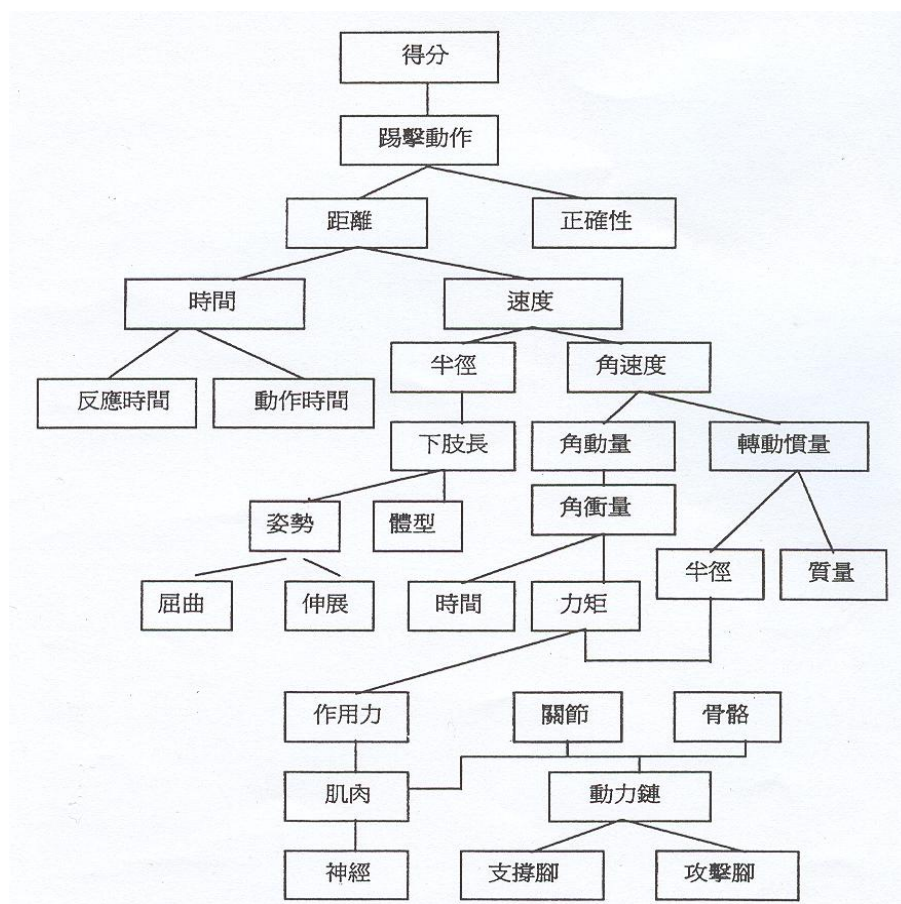 得分
踢擊動作
距離
正確性
時間
速度
半徑
角速度
反應時間
動作時間
下肢長
角動量
轉動慣量
姿勢
體型
角衝量
半徑
質量
屈曲
伸展
時間
力矩
作用力
關節
骨骼
肌肉
動力鏈
神經
支撐腳
攻擊腳